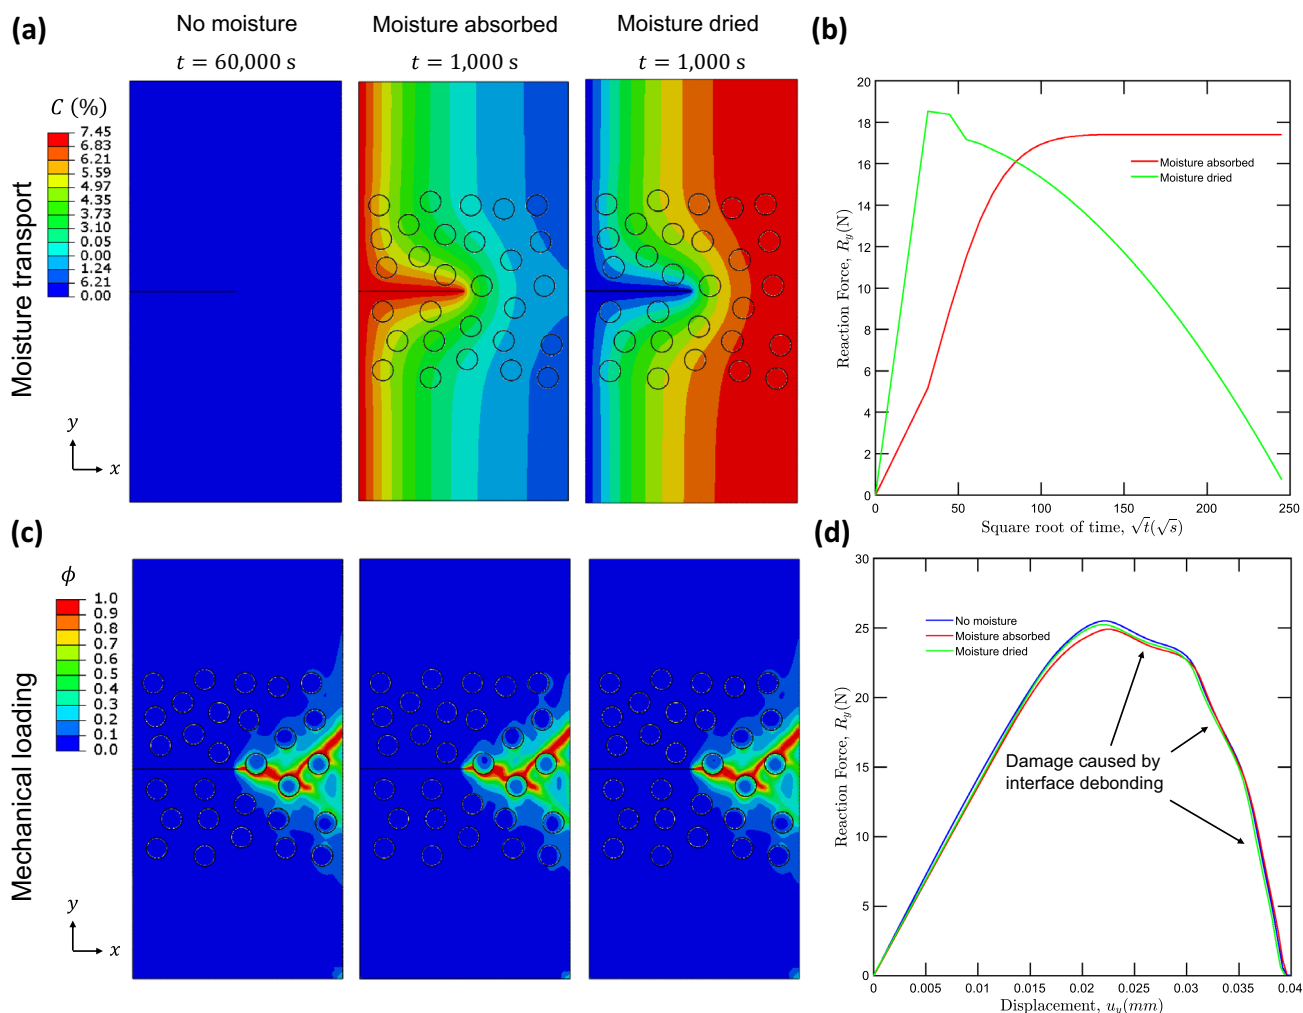 (a)
No moisture
Moisture absorbed
Moisture dried
t = 60,000 s
t = 1,000 s
t = 1,000 s
C (%)
7.45
6.83
6.21
5.59
4.97
4.35
3.73
3.10
0.05
1.24
6.21
0.00
Moisture transport
y
x
(b)
20
18
16
14
12
10
8
6
4
2
0
0
50
100
150
200
250
Reaction Force, R_y(N)
Square root of time, √t(√s)
Moisture absorbed
Moisture dried
(c)
ϕ
1.0
0.9
0.8
0.7
0.6
0.5
0.4
0.3
0.2
0.1
0.0
Mechanical loading
y
x
(d)
30
25
20
15
10
5
0
0
0.005
0.01
0.015
0.02
0.025
0.03
0.035
0.04
Reaction Force, R_y(N)
Displacement, u_y(mm)
No moisture
Moisture absorbed
Moisture dried
Damage caused by
interface debonding